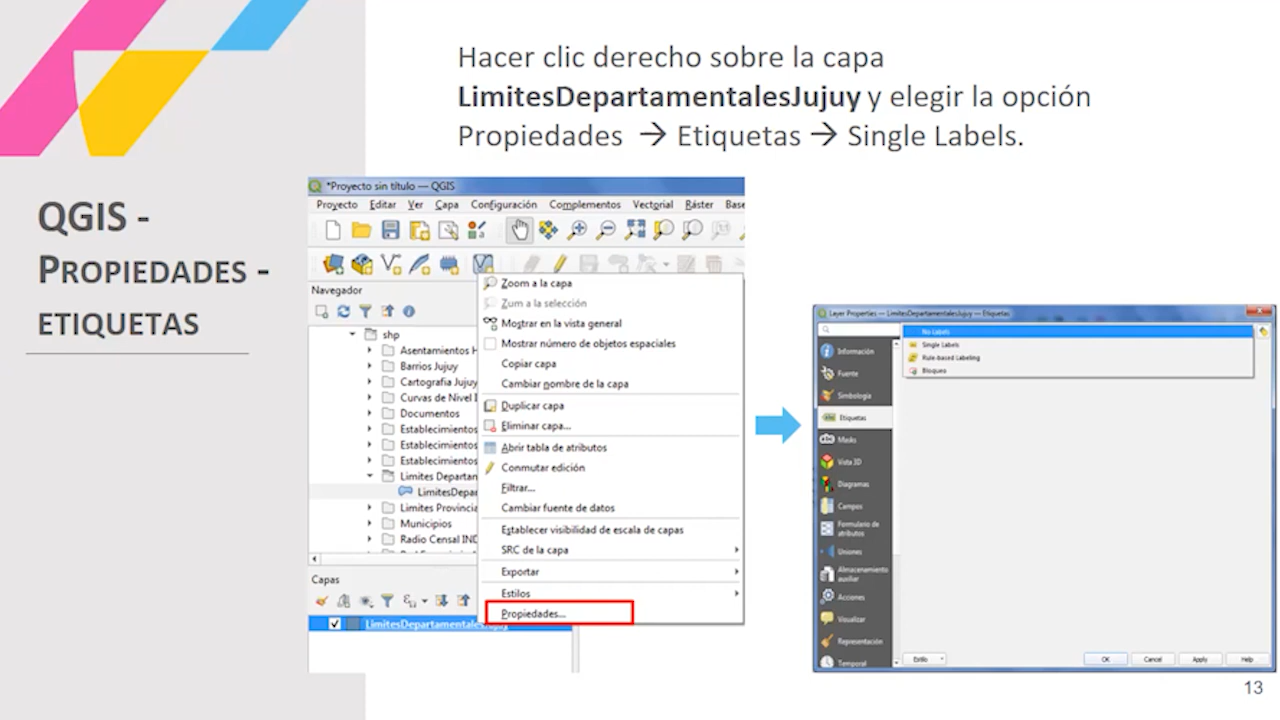 Hacer clic derecho sobre la capa
LimitesDepartamentalesJujuy y elegir la opción
Propiedades → Etiquetas → Single Labels.
QGIS -
PROPIEDADES -
ETIQUETAS
*Proyecto sin título — QGIS
Proyecto Editar Ver Capa Configuración Complementos Vectorial Ráster Base
Navegador
shp
Asentamientos H
Barrios Jujuy
Cartografia Jujuy
Curvas de Nivel I
Documentos
Establecimientos
Establecimientos
Establecimientos
Limites Departan
LimitesDepar
Limites Provincia
Municipios
Radio Censal IND
Capas
LimitesDepartamentalesJujuy
Zoom a la capa
Zum a la selección
Mostrar en la vista general
Mostrar número de objetos espaciales
Copiar capa
Cambiar nombre de la capa
Duplicar capa
Eliminar capa...
Abrir tabla de atributos
Conmutar edición
Filtrar...
Cambiar fuente de datos
Establecer visibilidad de escala de capas
SRC de la capa
Exportar
Estilos
Propiedades...
Layer Properties — LimitesDepartamentalesJujuy — Etiquetas
No Labels
Single Labels
Rule-based Labeling
Bloqueo
Información
Fuente
Simbología
Etiquetas
Masks
Vista 3D
Diagramas
Campos
Formulario de
atributos
Uniones
Almacenamiento
auxiliar
Acciones
Visualizar
Representación
Temporal
Estilo
OK Cancel Apply Help
13